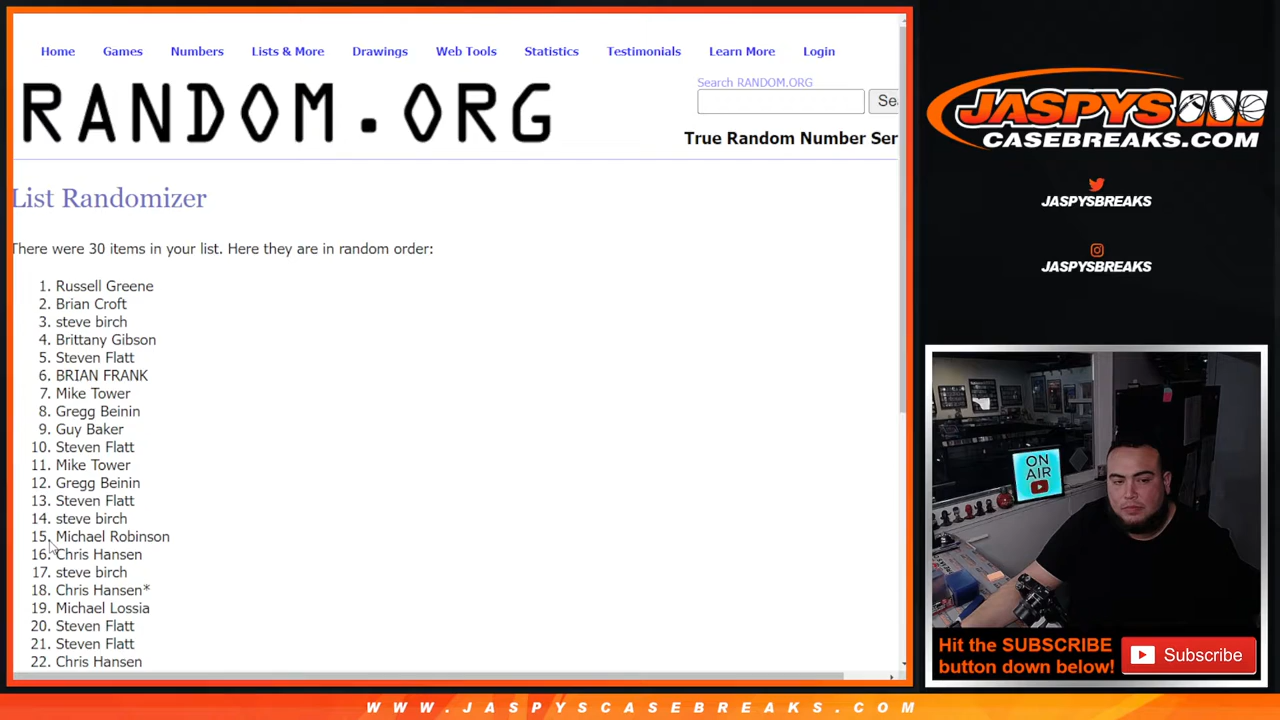 Home Games Numbers Lists & More Drawings Web Tools Statistics Testimonials Learn More Login
Search RANDOM.ORG
RANDOM.ORG
Se
True Random Number Ser
List Randomizer
There were 30 items in your list. Here they are in random order:
1. Russell Greene
2. Brian Croft
3. steve birch
4. Brittany Gibson
5. Steven Flatt
6. BRIAN FRANK
7. Mike Tower
8. Gregg Beinin
9. Guy Baker
10. Steven Flatt
11. Mike Tower
12. Gregg Beinin
13. Steven Flatt
14. steve birch
15. Michael Robinson
16. Chris Hansen
17. steve birch
18. Chris Hansen*
19. Michael Lossia
20. Steven Flatt
21. Steven Flatt
22. Chris Hansen
JASPYS
CASEBREAKS.COM
JASPYSBREAKS
JASPYSBREAKS
ON
AIR
Hit the SUBSCRIBE
button down below!
Subscribe
WWW.JASPYSCASEBREAKS.COM